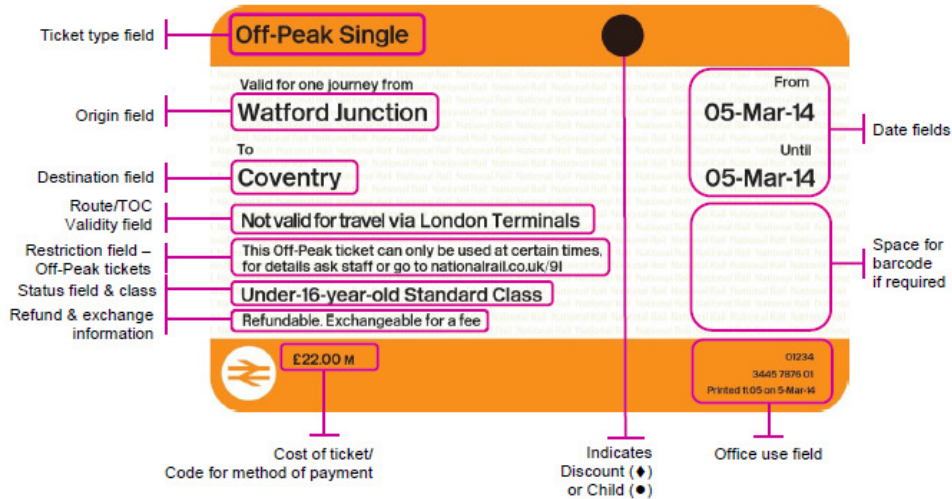 Ticket type field
Off-Peak Single
Valid for one journey from
From
Origin field
Watford Junction
05-Mar-14
Date fields
To
Until
Destination field
Coventry
05-Mar-14
Route/TOC
Validity field
Not valid for travel via London Terminals
Restriction field –
Off-Peak tickets
This Off-Peak ticket can only be used at certain times,
for details ask staff or go to nationalrail.co.uk/9I
Space for
barcode
if required
Status field & class
Under-16-year-old Standard Class
Refund & exchange
information
Refundable. Exchangeable for a fee
£22.00 M
01234
3445 7876 01
Printed 11.05 on 5-Mar-14
Cost of ticket/
Code for method of payment
Indicates
Discount (♦)
or Child (●)
Office use field